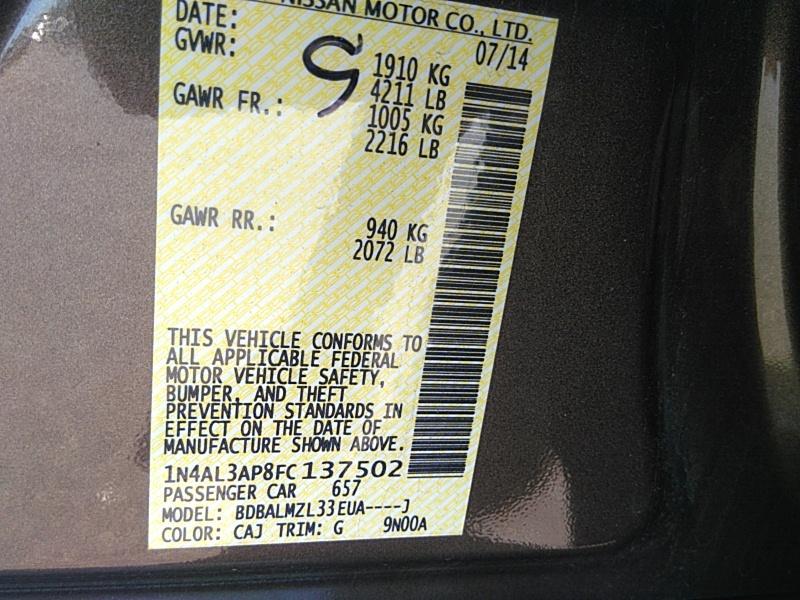 NISSAN MOTOR CO., LTD.
DATE: 07/14
GVWR: 1910 KG
4211 LB
GAWR FR.: 1005 KG
2216 LB
GAWR RR.: 940 KG
2072 LB
THIS VEHICLE CONFORMS TO
ALL APPLICABLE FEDERAL
MOTOR VEHICLE SAFETY,
BUMPER, AND THEFT
PREVENTION STANDARDS IN
EFFECT ON THE DATE OF
MANUFACTURE SHOWN ABOVE.
1N4AL3AP8FC137502
PASSENGER CAR 657
MODEL: BDBALMZL33EUA----J
COLOR: CAJ TRIM: G 9N00A